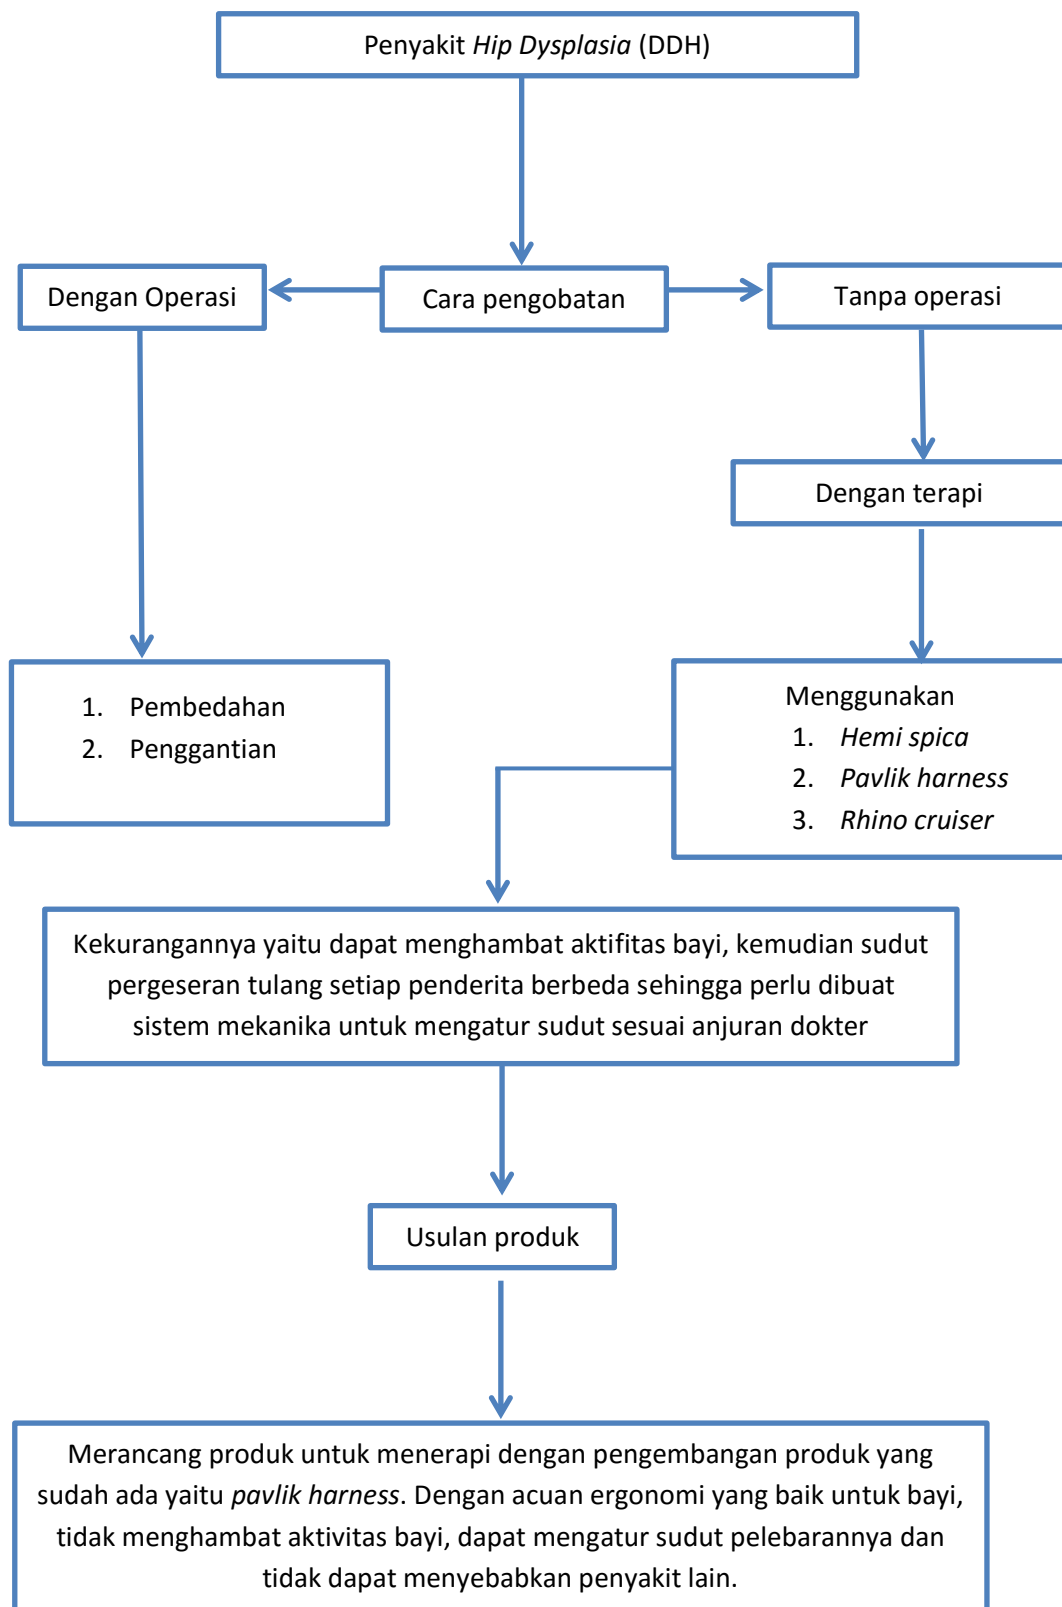 Penyakit Hip Dysplasia (DDH)
Dengan Operasi
Cara pengobatan
Tanpa operasi
Dengan terapi
1. Pembedahan
2. Penggantian
Menggunakan
1. Hemi spica
2. Pavlik harness
3. Rhino cruiser
Kekurangannya yaitu dapat menghambat aktifitas bayi, kemudian sudut
pergeseran tulang setiap penderita berbeda sehingga perlu dibuat
sistem mekanika untuk mengatur sudut sesuai anjuran dokter
Usulan produk
Merancang produk untuk menerapi dengan pengembangan produk yang
sudah ada yaitu pavlik harness. Dengan acuan ergonomi yang baik untuk bayi,
tidak menghambat aktivitas bayi, dapat mengatur sudut pelebarannya dan
tidak dapat menyebabkan penyakit lain.